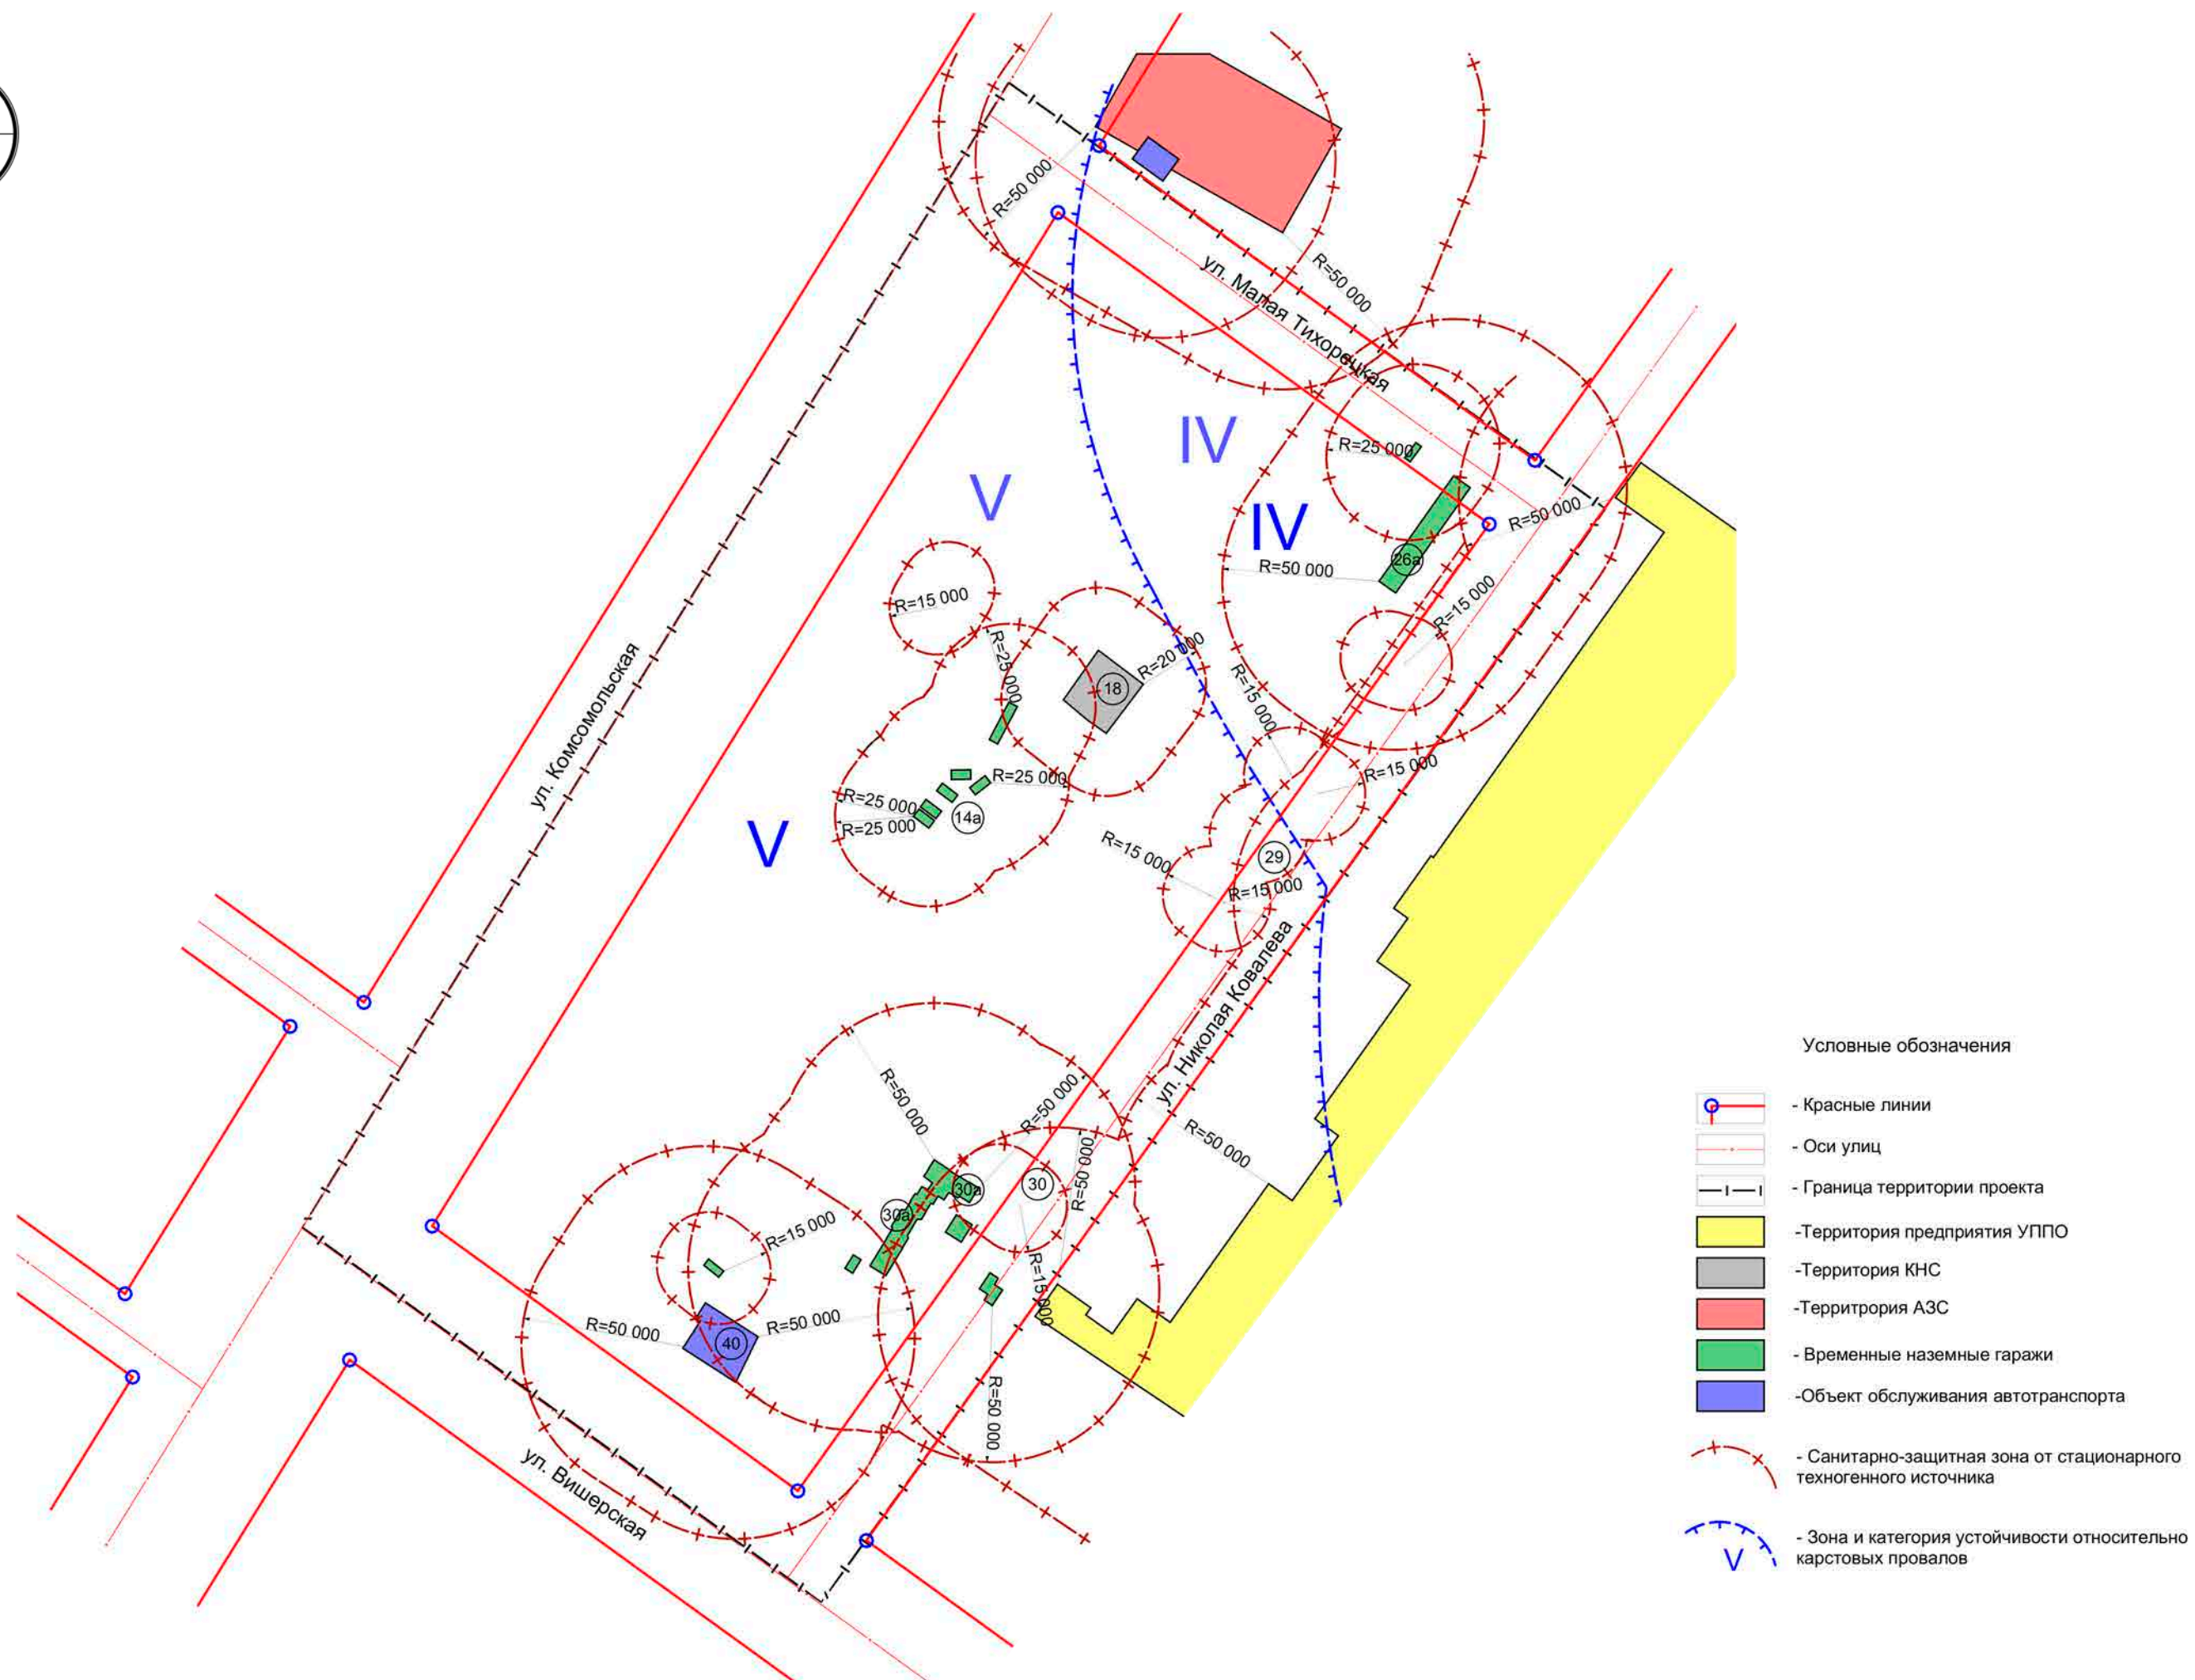 R=50 000
R=50 000
ул. Малая Тихорецкая
IV
R=25 000
V
IV
R=50 000
26а
R=50 000
R=15 000
R=15 000
R=25 000
18
R=20 000
R=15 000
ул. Комсомольская
R=25 000
R=15 000
R=25 000
R=25 000
14а
V
R=15 000
29
R=15 000
ул. Николая Ковалева
R=50 000
R=50 000
R=50 000
R=50 000
30а
30
30а
R=15 000
R=15 000
R=50 000
R=50 000
40
R=50 000
ул. Вишерская
Условные обозначения
- Красные линии
- Оси улиц
- Граница территории проекта
-Территория предприятия УППО
-Территория КНС
-Территрория АЗС
- Временные наземные гаражи
-Объект обслуживания автотранспорта
- Санитарно-защитная зона от стационарного
техногенного источника
- Зона и категория устойчивости относительно
карстовых провалов
V